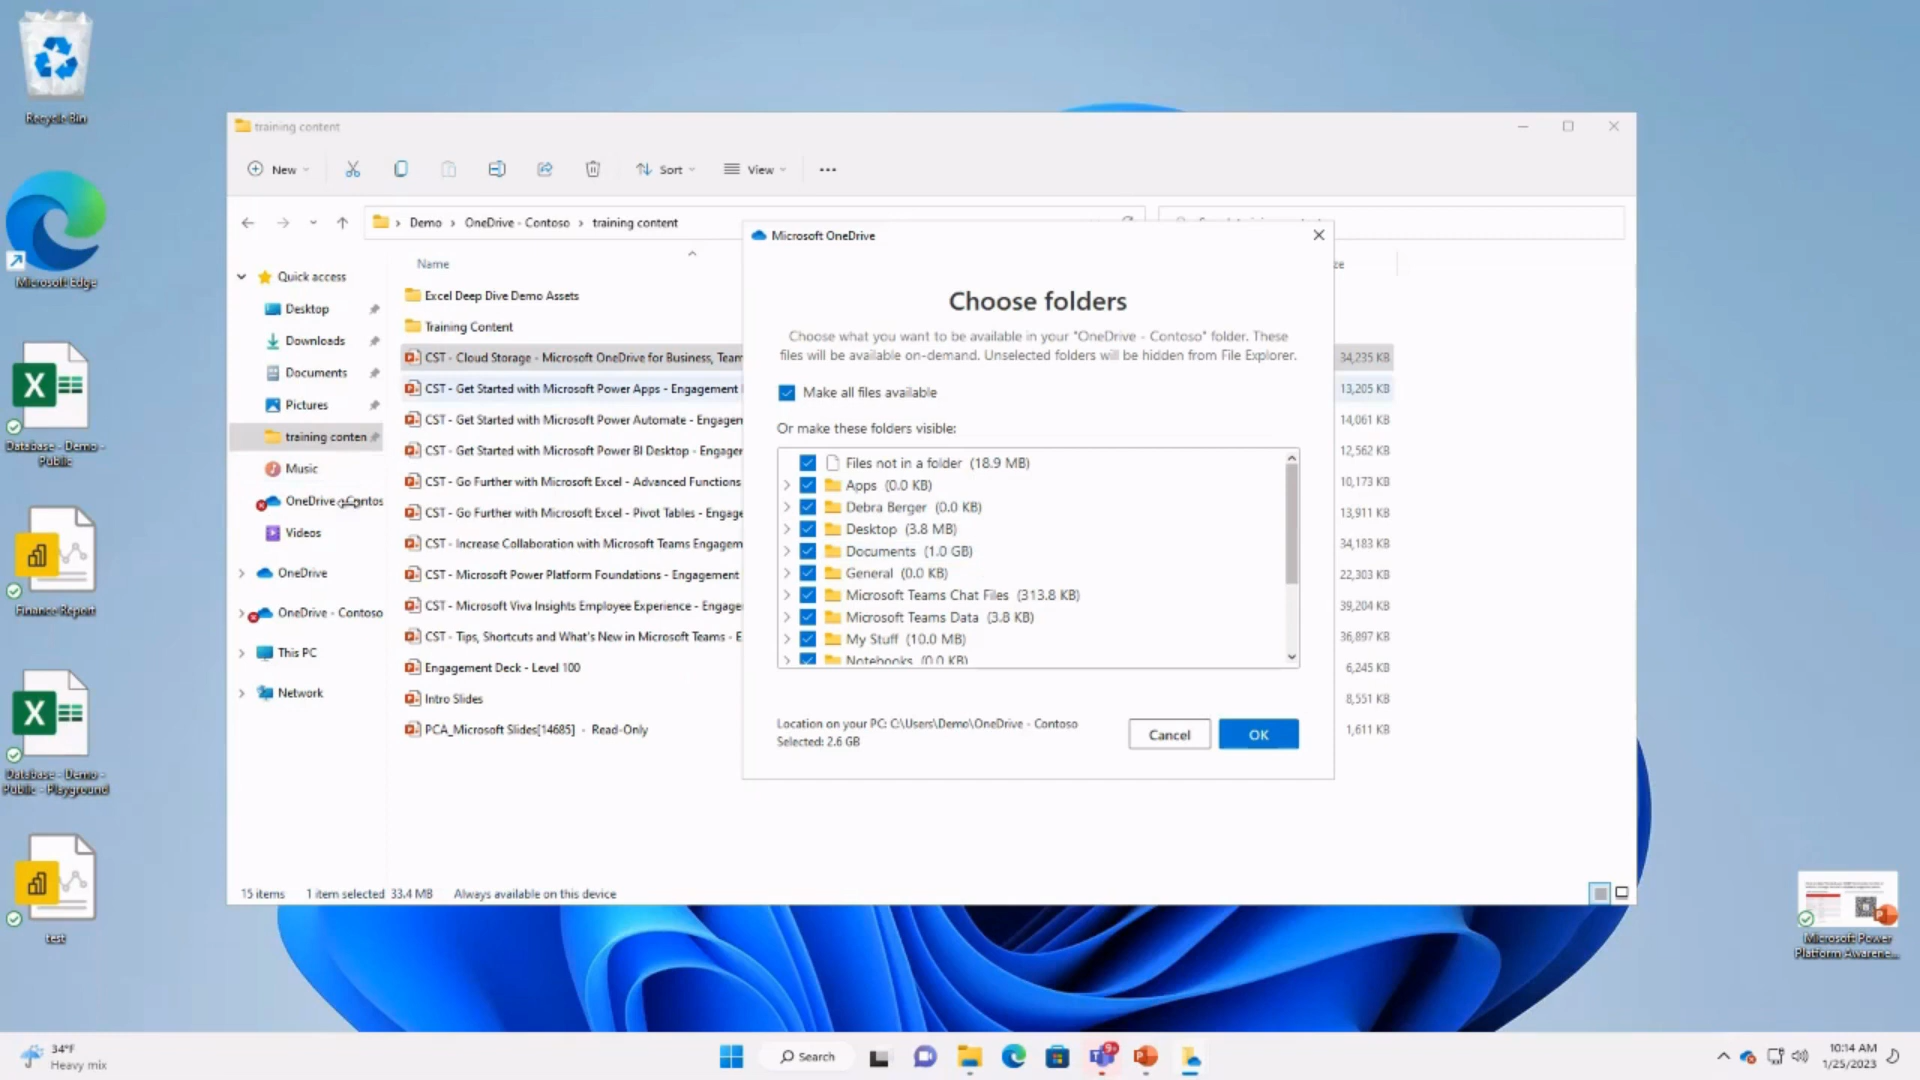 Recycle Bin
Microsoft Edge
Database - Demo -
Public
Finance Report
Database - Demo -
Public - Playground
test
training content
New
Sort
View
Demo
OneDrive - Contoso
training content
Name
Quick access
Desktop
Downloads
Documents
Pictures
training conten
Music
OneDrive
Videos
OneDrive
OneDrive - Contoso
This PC
Network
Excel Deep Dive Demo Assets
Training Content
CST - Cloud Storage - Microsoft OneDrive for Business, Team
CST - Get Started with Microsoft Power Apps - Engagement
CST - Get Started with Microsoft Power Automate - Engagem
CST - Get Started with Microsoft Power BI Desktop - Engager
CST - Go Further with Microsoft Excel - Advanced Functions
CST - Go Further with Microsoft Excel - Pivot Tables - Engage
CST - Increase Collaboration with Microsoft Teams Engagem
CST - Microsoft Power Platform Foundations - Engagement
CST - Microsoft Viva Insights Employee Experience - Engage
CST - Tips, Shortcuts and What's New in Microsoft Teams - E
Engagement Deck - Level 100
Intro Slides
PCA_Microsoft Slides[14685] - Read-Only
ze
34,235 KB
13,205 KB
14,061 KB
12,562 KB
10,173 KB
13,911 KB
34,183 KB
22,303 KB
39,204 KB
36,897 KB
6,245 KB
8,551 KB
1,611 KB
Microsoft OneDrive
Choose folders
Choose what you want to be available in your "OneDrive - Contoso" folder. These
files will be available on-demand. Unselected folders will be hidden from File Explorer.
Make all files available
Or make these folders visible:
Files not in a folder (18.9 MB)
Apps (0.0 KB)
Debra Berger (0.0 KB)
Desktop (3.8 MB)
Documents (1.0 GB)
General (0.0 KB)
Microsoft Teams Chat Files (313.8 KB)
Microsoft Teams Data (3.8 KB)
My Stuff (10.0 MB)
Notebooks (0.0 KB)
Location on your PC: C:\Users\Demo\OneDrive - Contoso
Selected: 2.6 GB
Cancel
OK
15 items
1 item selected 33.4 MB
Always available on this device
Microsoft Power
Platform Awarene...
34°F
Heavy mix
Search
9+
10:14 AM
1/25/2023